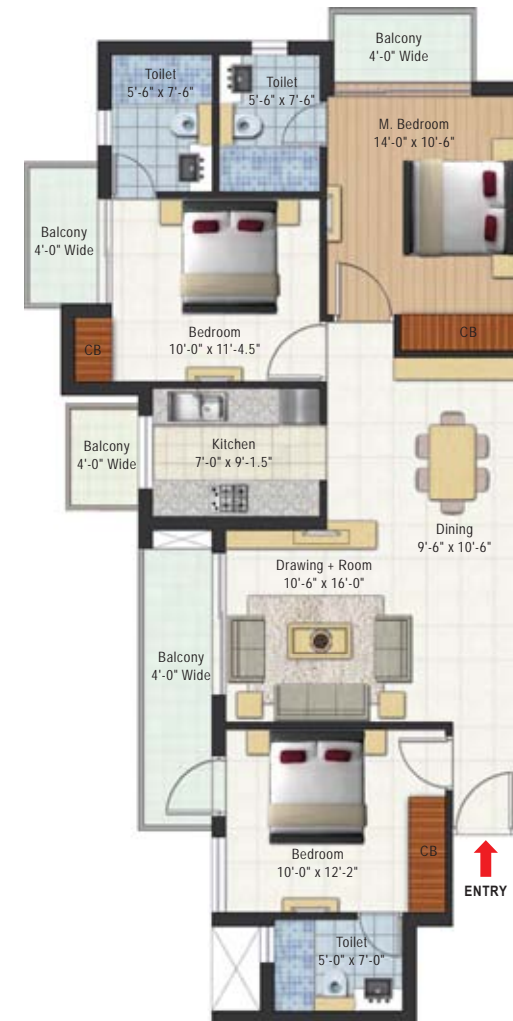 Balcony
4'-0" Wide
Toilet
5'-6" x 7'-6"
Toilet
5'-6" x 7'-6"
M. Bedroom
14'-0" x 10'-6"
Balcony
4'-0" Wide
Bedroom
10'-0" x 11'-4.5"
CB
CB
Kitchen
7'-0" x 9'-1.5"
Balcony
4'-0" Wide
Dining
9'-6" x 10'-6"
Drawing + Room
10'-6" x 16'-0"
Balcony
4'-0" Wide
Bedroom
10'-0" x 12'-2"
CB
ENTRY
Toilet
5'-0" x 7'-0"